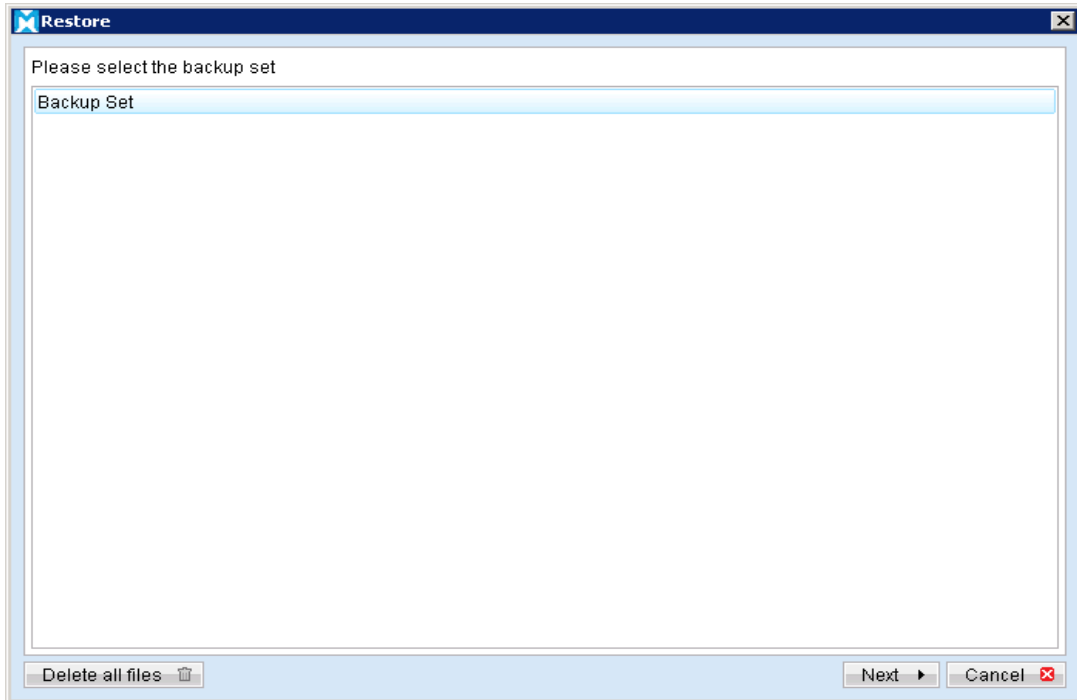 Restore
Please select the backup set
Backup Set
Delete all files
Next
Cancel